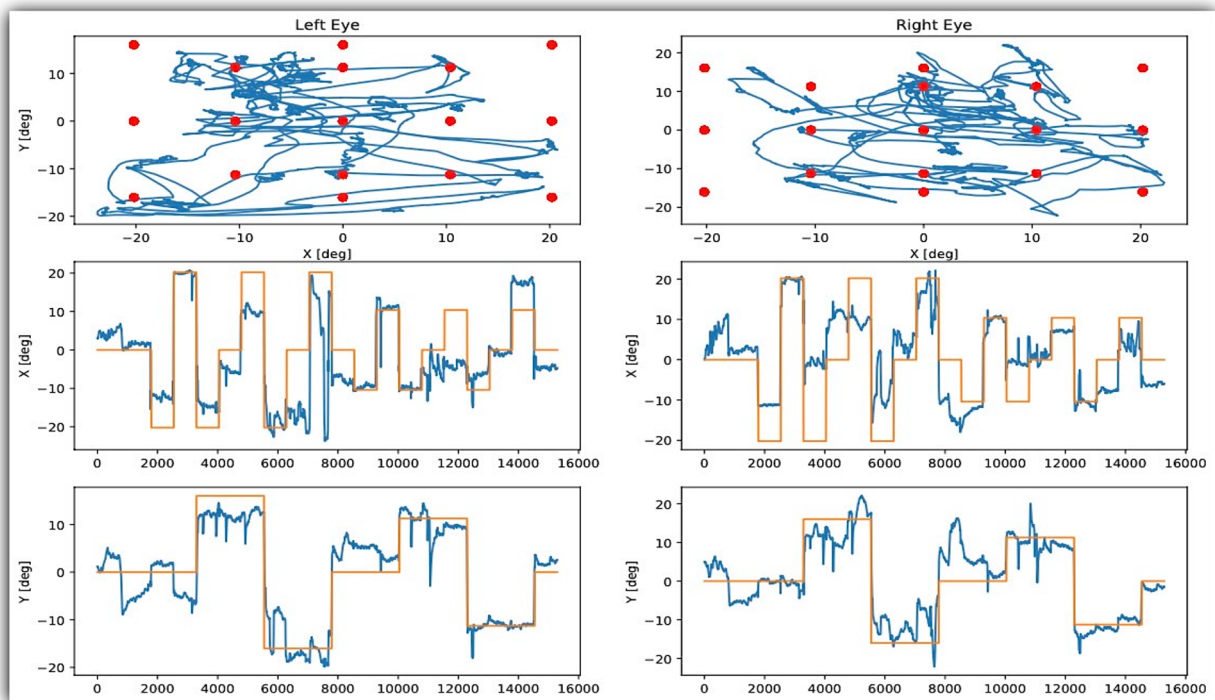 Left Eye Right Eye
10 20
Y [deg] 0 Y [deg] 10
−10 0
−20 −10
−20
−20 −10 0 10 20 −20 −10 0 10 20
X [deg] X [deg]
20 20
10 10
X [deg] 0 X [deg] 0
−10 −10
−20 −20
0 2000 4000 6000 8000 10000 12000 14000 16000 0 2000 4000 6000 8000 10000 12000 14000 16000
10 20
Y [deg] 0 Y [deg] 10
−10 0
−20 −10
−20
0 2000 4000 6000 8000 10000 12000 14000 16000 0 2000 4000 6000 8000 10000 12000 14000 16000